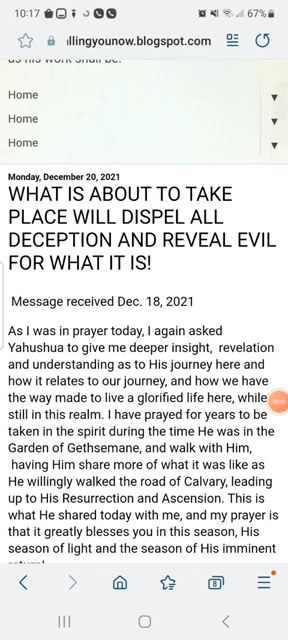 10:17
67%
llingyounow.blogspot.com
as his work shall be.
Home
Home
Home
Monday, December 20, 2021
WHAT IS ABOUT TO TAKE
PLACE WILL DISPEL ALL
DECEPTION AND REVEAL EVIL
FOR WHAT IT IS!
Message received Dec. 18, 2021
As I was in prayer today, I again asked
Yahushua to give me deeper insight, revelation
and understanding as to His journey here and
how it relates to our journey, and how we have
the way made to live a glorified life here, while
still in this realm. I have prayed for years to be
taken in the spirit during the time He was in the
Garden of Gethsemane, and walk with Him,
having Him share more of what it was like as
He willingly walked the road of Calvary, leading
up to His Resurrection and Ascension. This is
what He shared today with me, and my prayer is
that it greatly blesses you in this season, His
season of light and the season of His imminent
return!
8